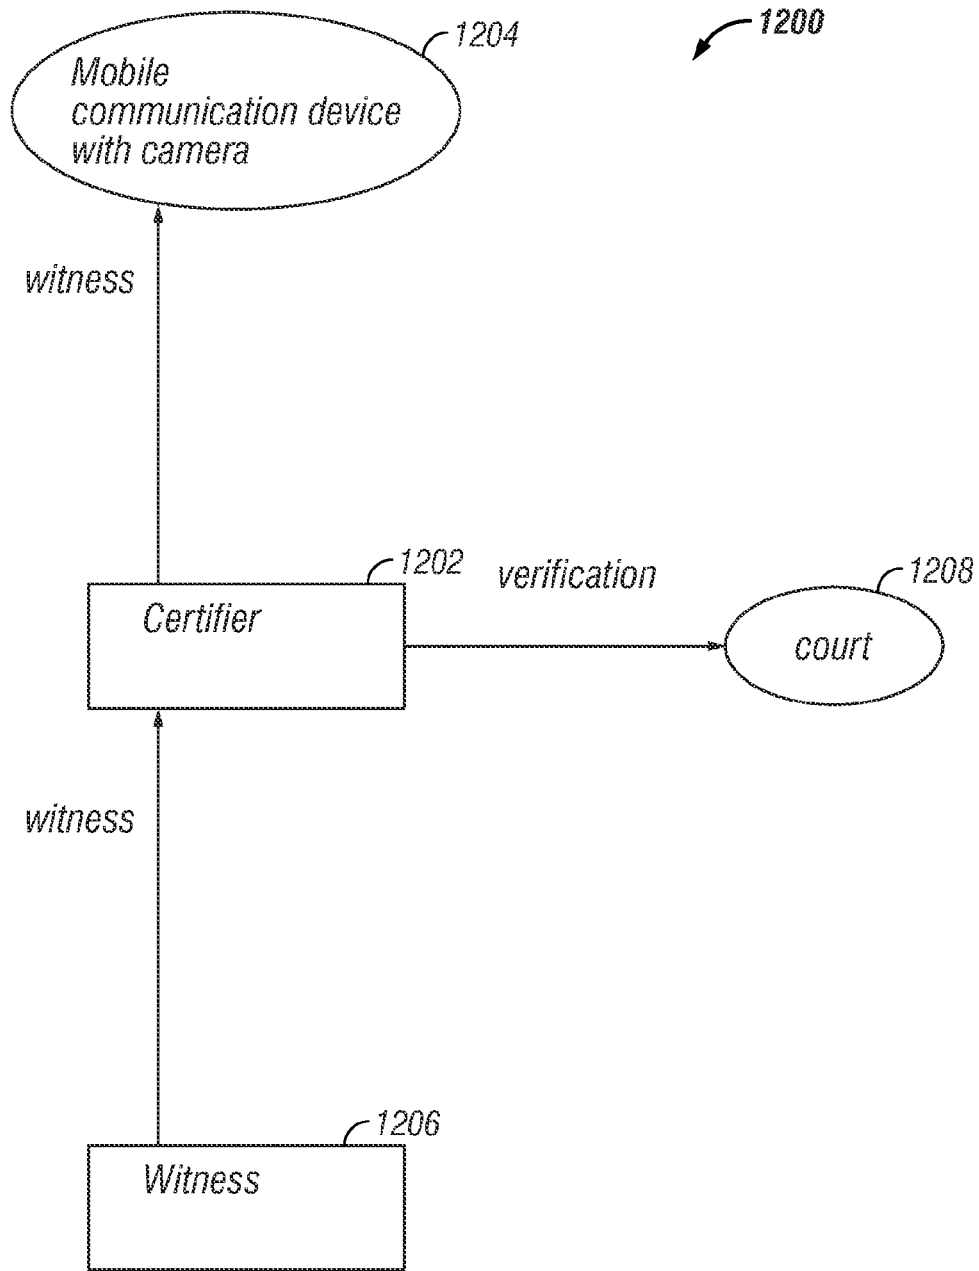 1204
1200
Mobile
communication device
with camera
witness
1202
verification
1208
Certifier
court
witness
1206
Witness